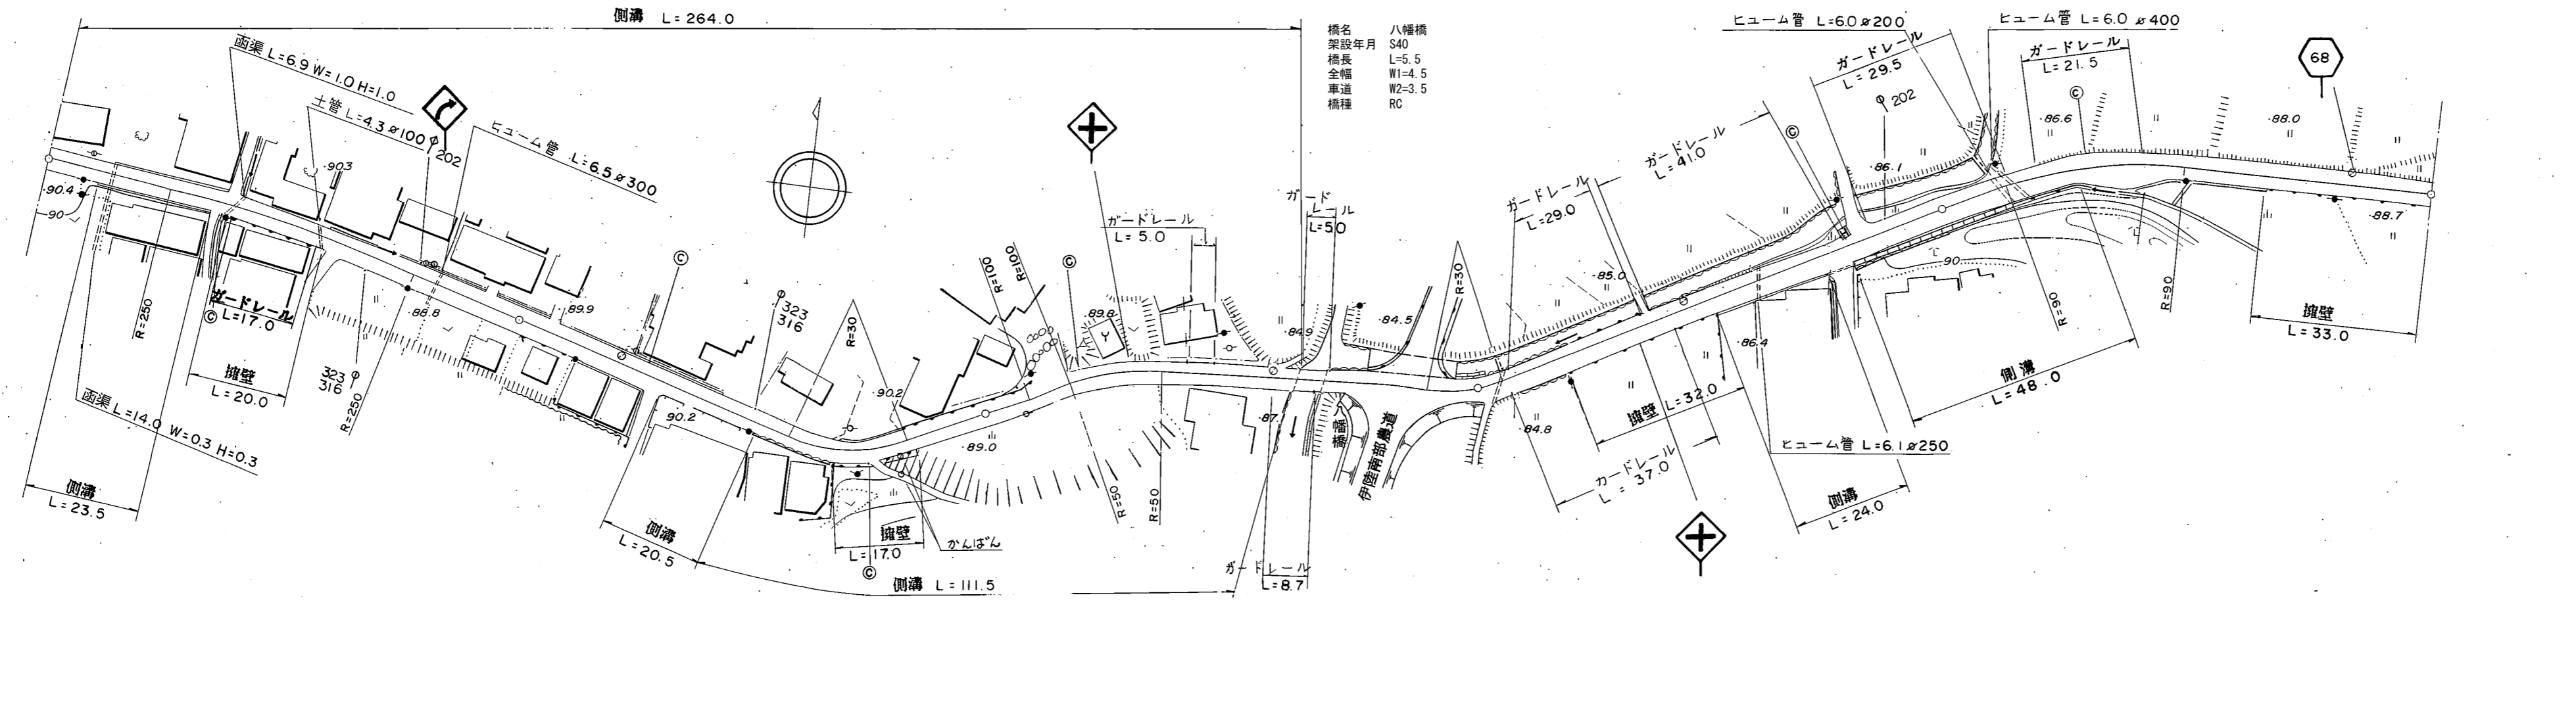 側溝 L=264.0
橋名 八幡橋
架設年月 S40
橋長 L=5.5
全幅 W1=4.5
車道 W2=3.5
橋種 RC
ヒューム管 L=6.0 ø200
ヒューム管 L=6.0 ø400
ガードレール
L=29.5
ガードレール
L=21.5
68
函渠 L=6.9 W=1.0 H=1.0
土管 L=4.3 ø100
202
ヒューム管 L=6.5 ø300
202
©
·86.6
·88.0
ガードレール
L=41.0
©
·90.3
·90.4
90
·86.1
ガード
レール
L=5.0
ガードレール
L=29.0
ガードレール
L=5.0
·88.7
R=250
ガードレール
L=17.0
©
·86.8
·89.9
©
323
316
R=30
R=100
R=100
©
·89.8
·84.9
·84.5
R=30
·85.0
·86.4
90
R=90
R=90
擁壁
L=33.0
擁壁
L=20.0
323
316
R=250
函渠 L=14.0 W=0.3 H=0.3
側溝
L=23.5
90.2
·90.2
·89.0
R=50
R=50
·87
八幡橋
伊陸南部農道
·84.8
擁壁 L=32.0
ガードレール
L=37.0
側溝
L=48.0
ヒューム管 L=6.1 ø250
側溝
L=24.0
側溝
L=20.5
擁壁
L=17.0
©
かんばん
側溝 L=111.5
ガードレール
L=8.7